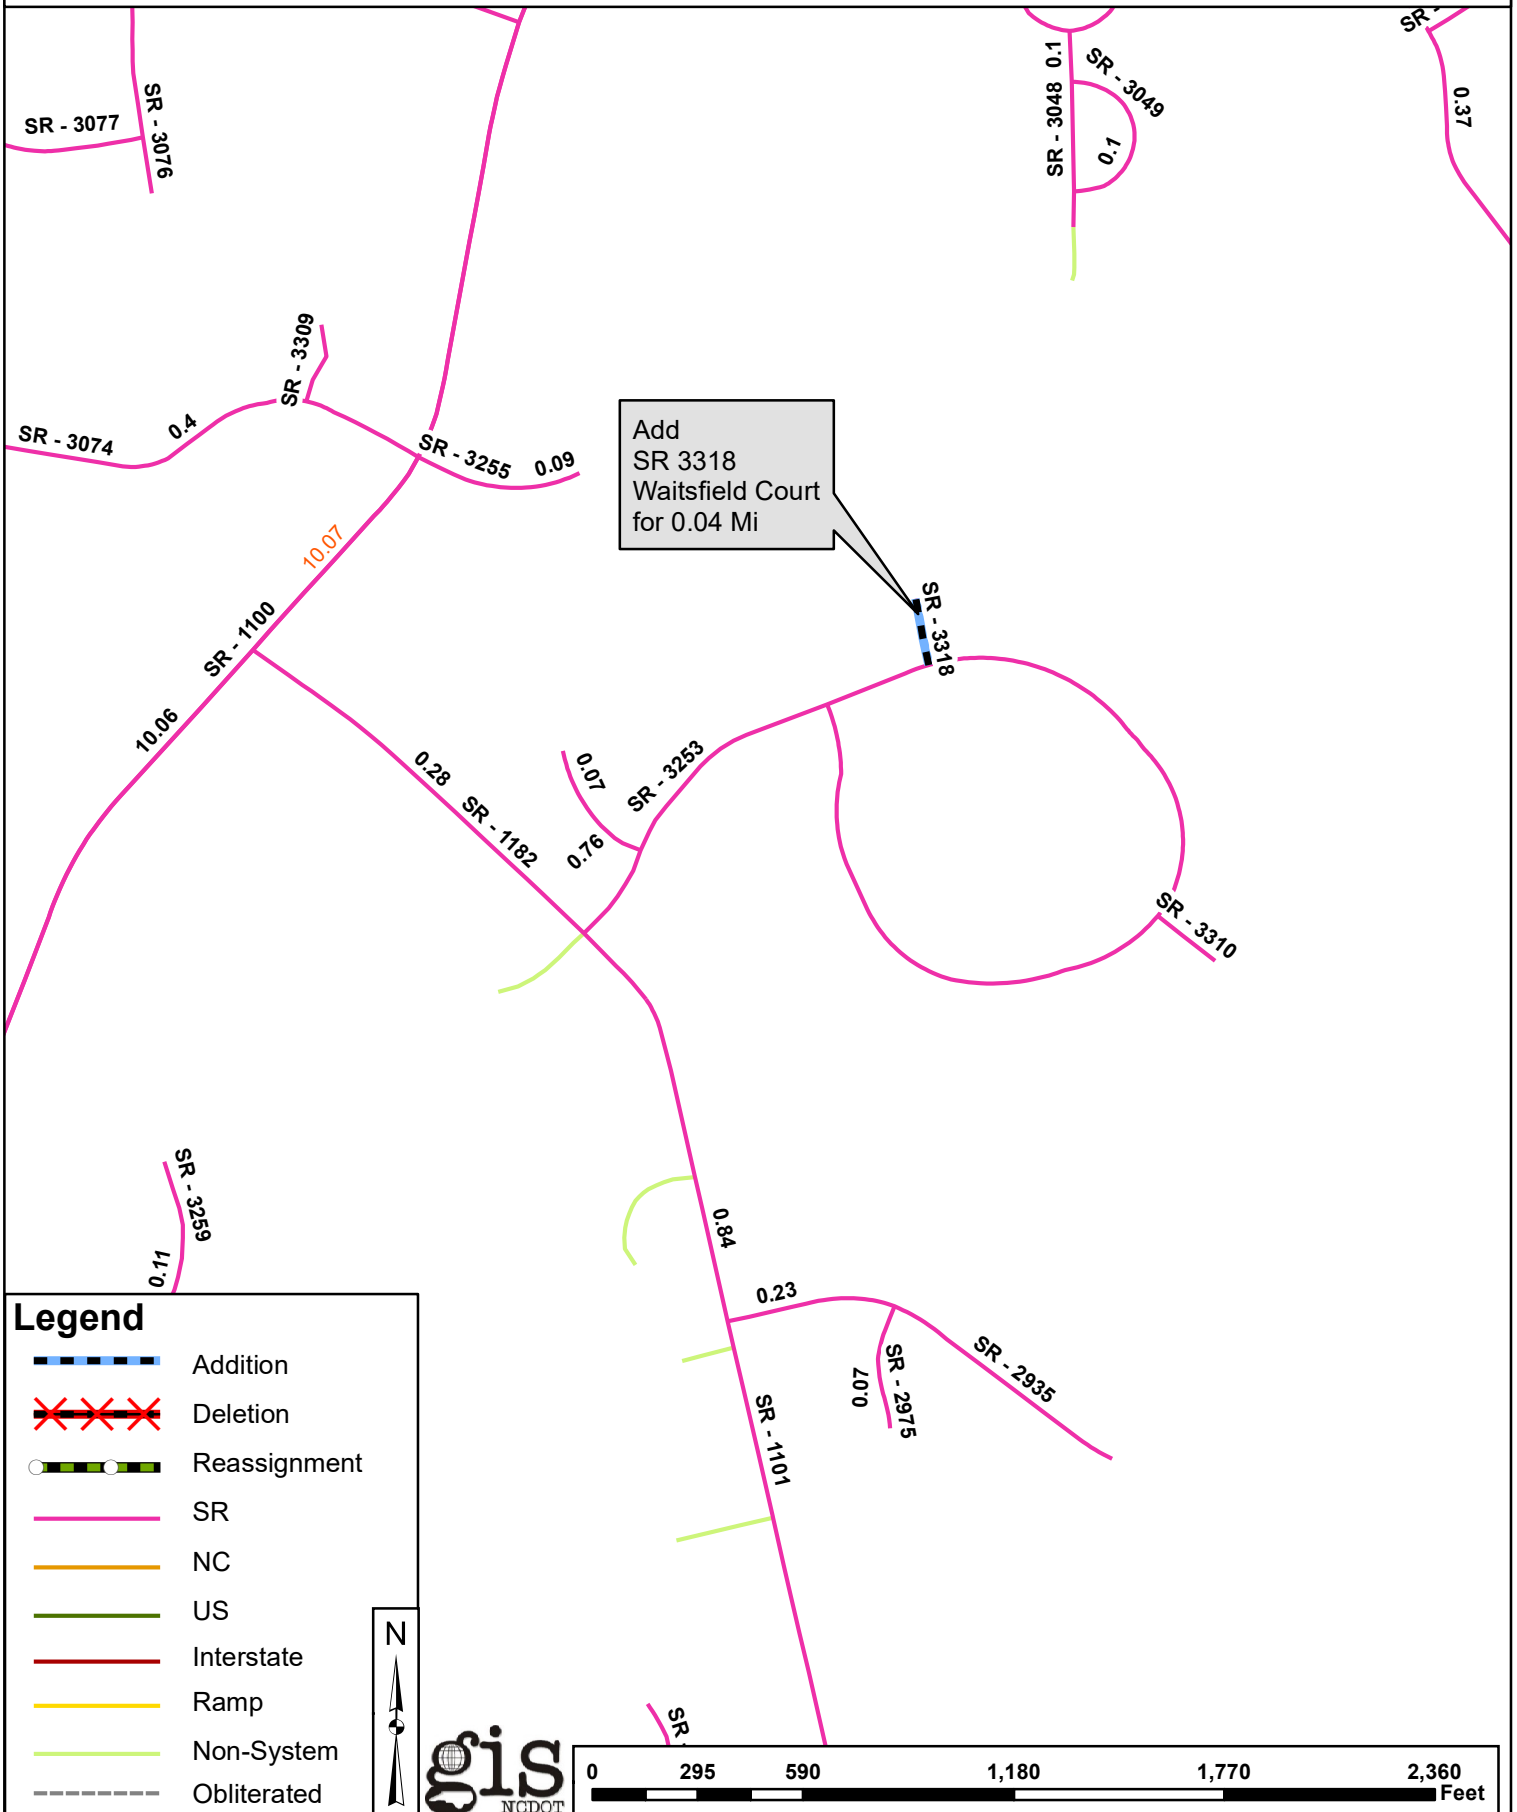 SR - 3077
SR - 3076
SR - 3048 0.1
SR - 3049
0.1
SR -
0.37
SR - 3309
SR - 3074
0.4
SR - 3255 0.09
Add
SR 3318
Waitsfield Court
for 0.04 Mi
10.07
SR - 1100
10.06
SR - 3318
0.28
SR - 1182
0.07
SR - 3253
0.76
SR - 3310
SR - 3259
0.11
0.84
0.23
SR - 2935
SR - 2975
0.07
SR - 1101
SR -
Legend
Addition
Deletion
Reassignment
SR
NC
US
Interstate
Ramp
Non-System
Obliterated
N
gis
NCDOT
0 295 590 1,180 1,770 2,360
Feet